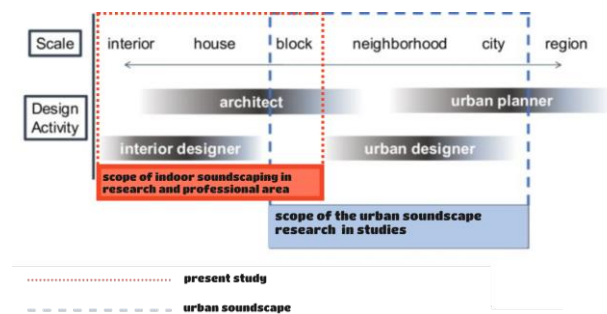 Scale interior house block neighborhood city region
Design
Activity
architect urban planner
interior designer urban designer
scope of indoor soundscaping in
research and professional area
scope of the urban soundscape
research in studies
present study
urban soundscape